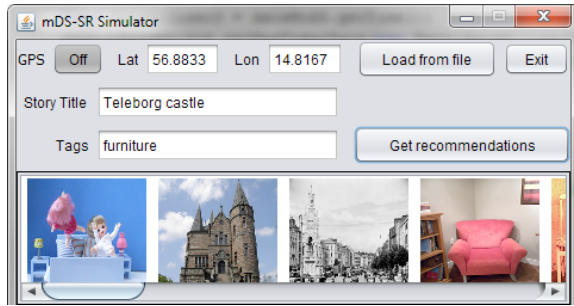 mDS-SR Simulator
GPS Off Lat 56.8833 Lon 14.8167 Load from file Exit
Story Title Teleborg castle
Tags furniture Get recommendations